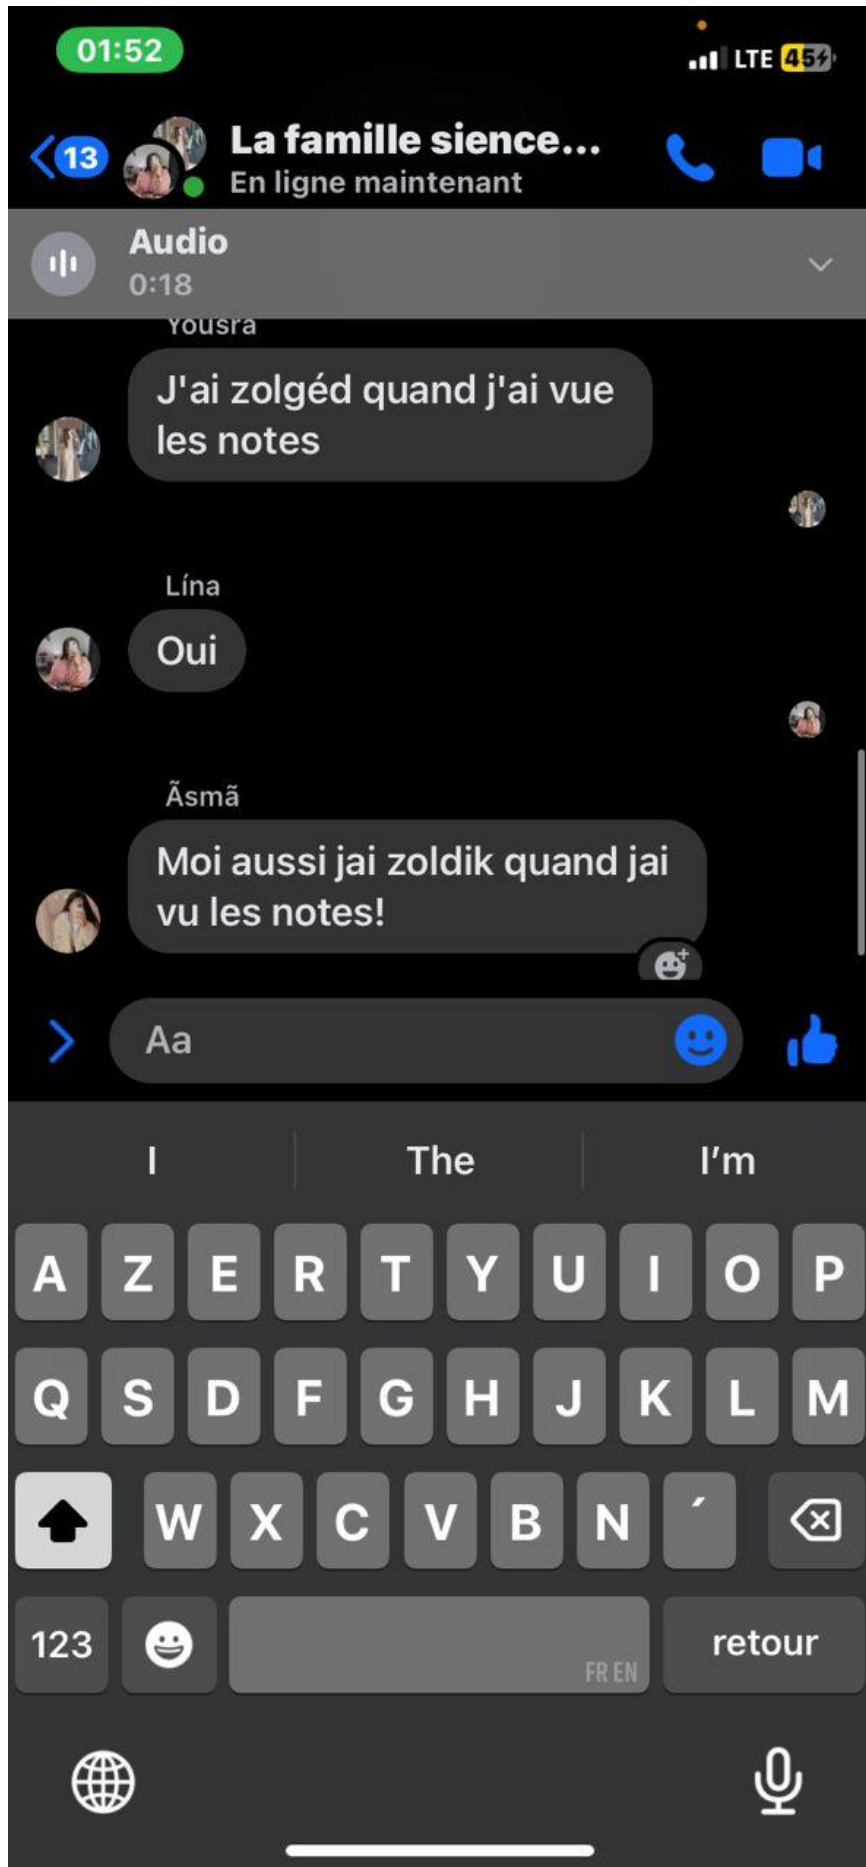 01:52
LTE 45
13
La famille sience...
En ligne maintenant
Audio
0:18
Yousra
J'ai zolgéd quand j'ai vue
les notes
Lína
Oui
Ãsmã
Moi aussi jai zoldik quand jai
vu les notes!
Aa
I The I'm
A Z E R T Y U I O P
Q S D F G H J K L M
W X C V B N ´
123 retour
FR EN